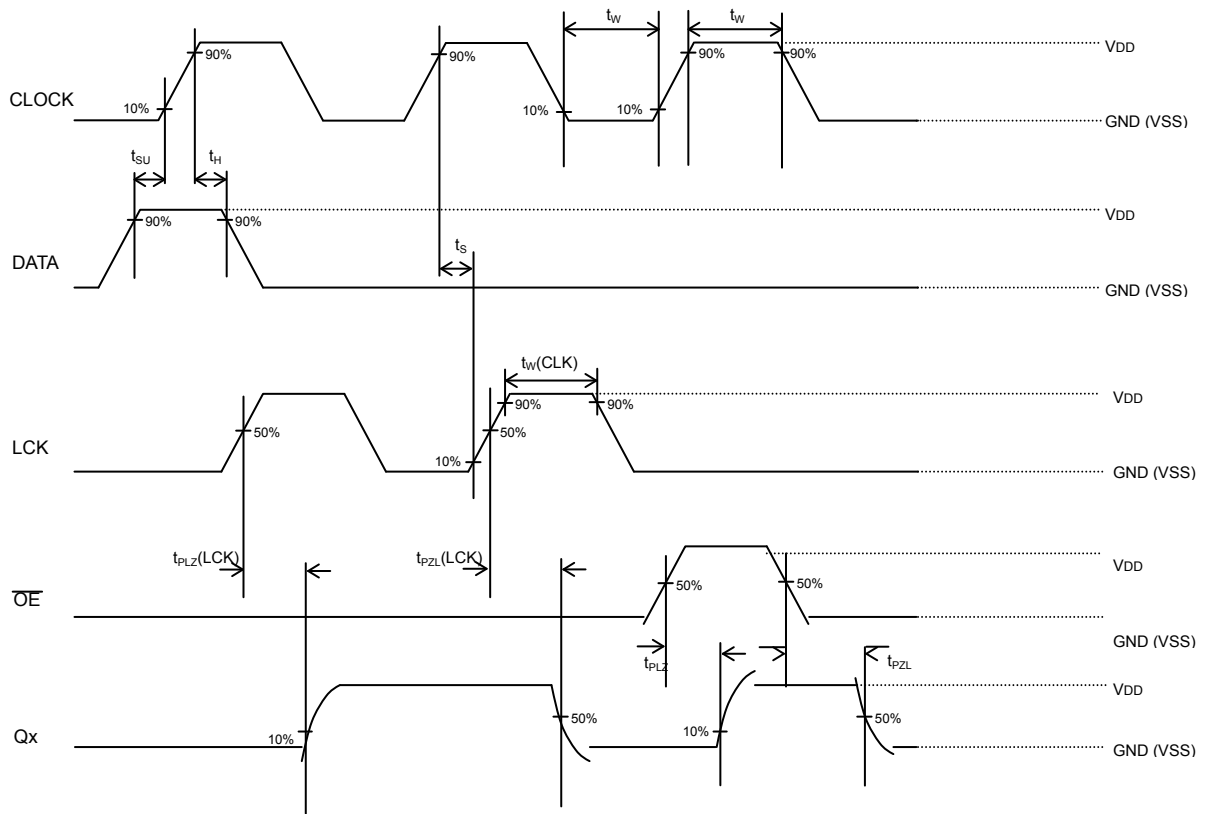 tW tW
VDD
90% 90% 90% 90%
CLOCK
10% 10% 10%
GND (VSS)
tSU tH
VDD
90% 90%
tS
DATA
GND (VSS)
tW(CLK)
VDD
90% 90%
50% 50%
LCK
10%
GND (VSS)
tPLZ(LCK) tPZL(LCK)
VDD
50% 50%
OE
GND (VSS)
tPLZ tPZL
VDD
50% 50%
Qx
10% 10%
GND (VSS)